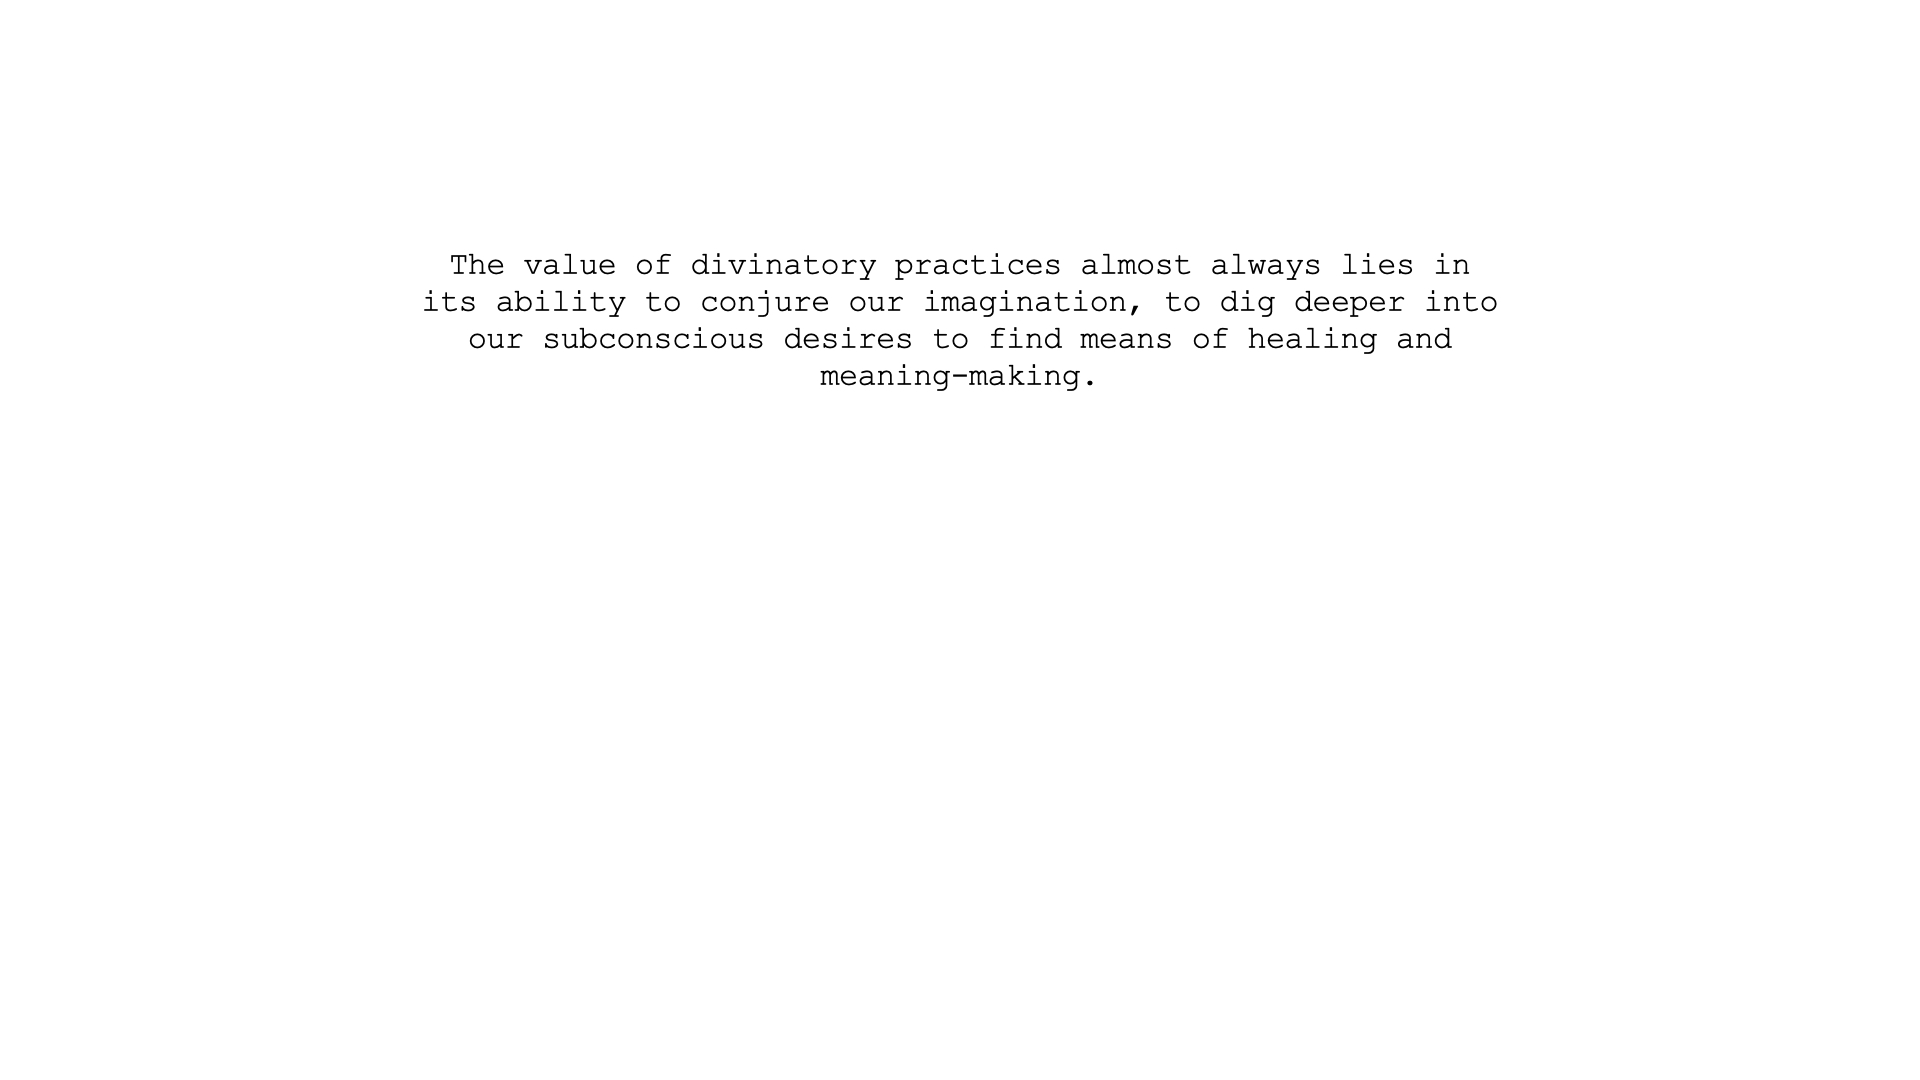 The value of divinatory practices almost always lies in
its ability to conjure our imagination, to dig deeper into
our subconscious desires to find means of healing and
meaning-making.